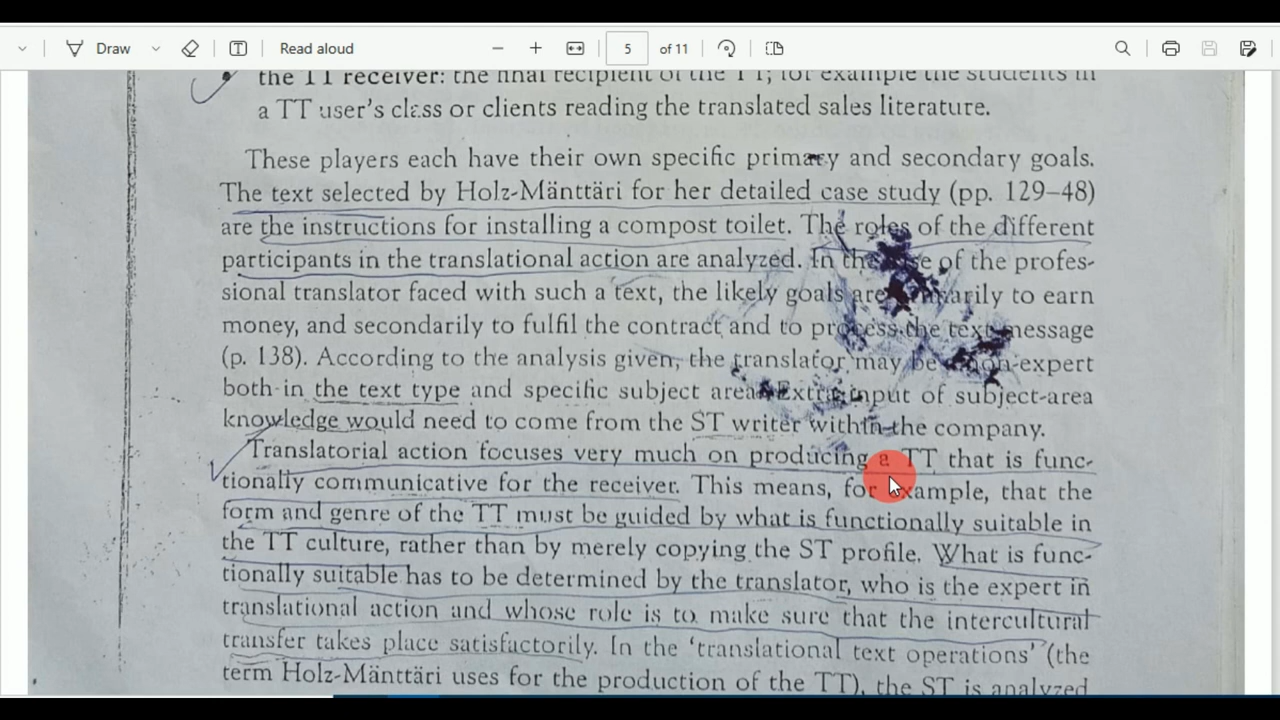 Draw
Read aloud
5
of 11
the TT receiver: the final recipient of the TT; for example the students in
a TT user's class or clients reading the translated sales literature.
These players each have their own specific primary and secondary goals.
The text selected by Holz-Mänttäri for her detailed case study (pp. 129–48)
are the instructions for installing a compost toilet. The roles of the different
participants in the translational action are analyzed. In the of the profes-
sional translator faced with such a text, the likely goals are primarily to earn
money, and secondarily to fulfil the contract and to process the text message
(p. 138). According to the analysis given, the translator may be a non-expert
both in the text type and specific subject area. Extra input of subject-area
knowledge would need to come from the ST writer within the company.
Translatorial action focuses very much on producing a TT that is func-
tionally communicative for the receiver. This means, for example, that the
form and genre of the TT must be guided by what is functionally suitable in
the TT culture, rather than by merely copying the ST profile. What is func-
tionally suitable has to be determined by the translator, who is the expert in
translational action and whose role is to make sure that the intercultural
transfer takes place satisfactorily. In the 'translational text operations' (the
term Holz-Mänttäri uses for the production of the TT), the ST is analyzed